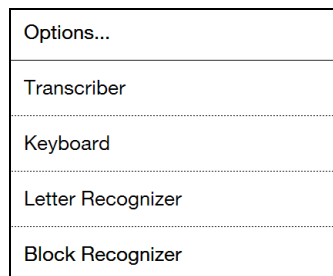 Options...
Transcriber
Keyboard
Letter Recognizer
Block Recognizer